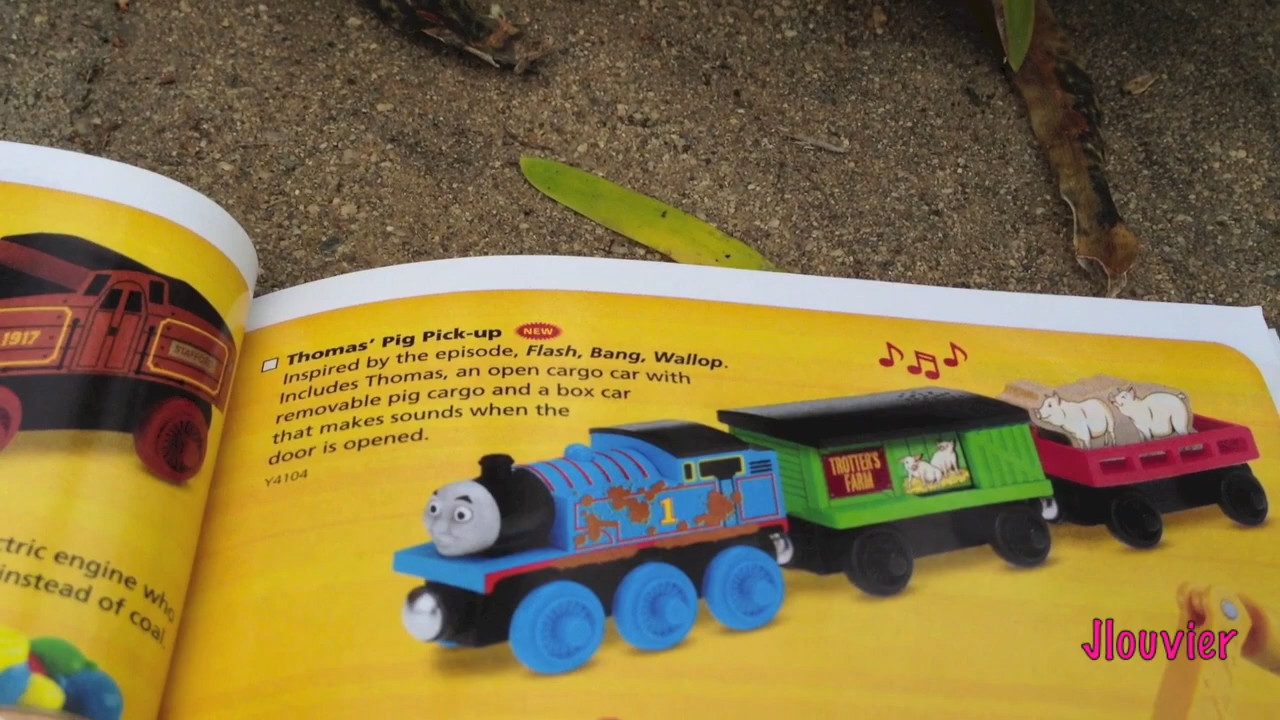 1917
STAFFORD
ctric engine who
instead of coal.
Thomas' Pig Pick-up NEW
Inspired by the episode, Flash, Bang, Wallop.
Includes Thomas, an open cargo car with
removable pig cargo and a box car
that makes sounds when the
door is opened.
Y4104
1
TROTTER'S
FARM
Jlouvier